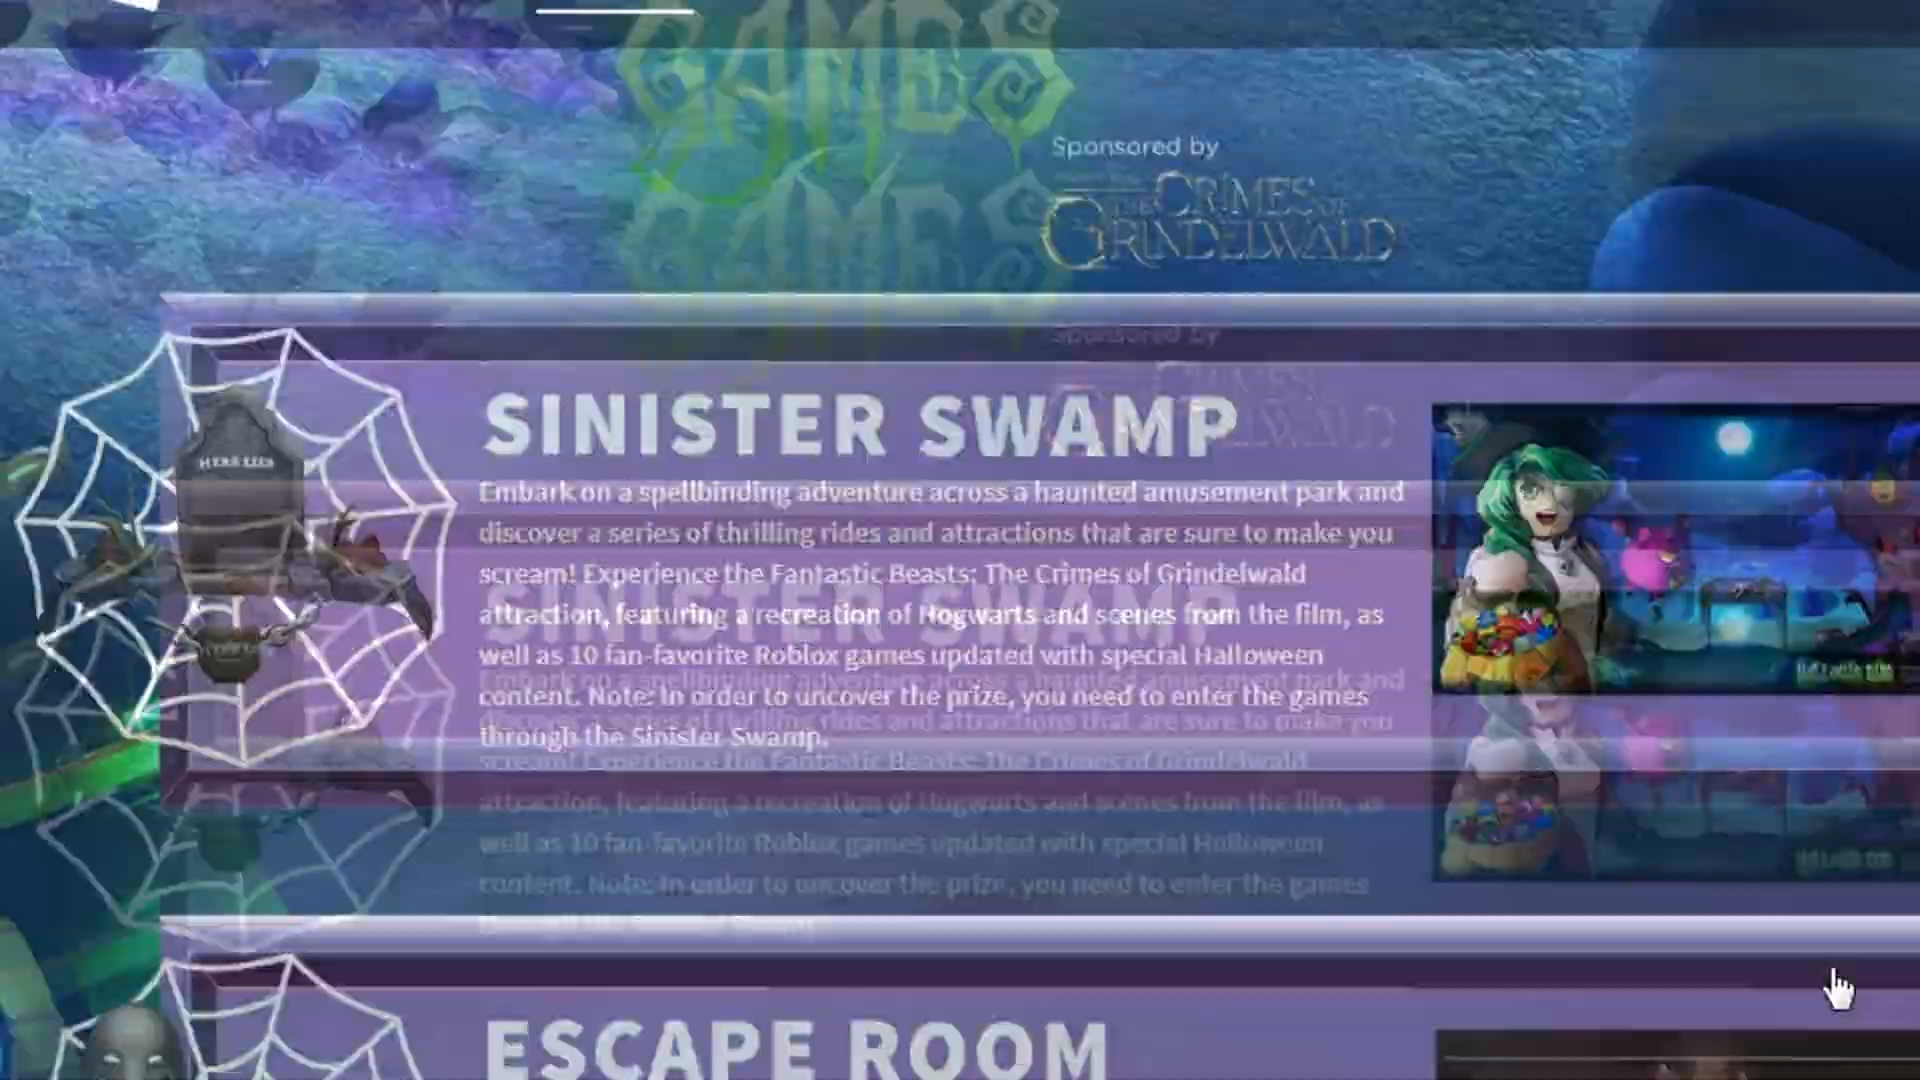 GAMES
Sponsored by
THE CRIMES OF
GRINDELWALD
HERE LIES
SINISTER SWAMP
Embark on a spellbinding adventure across a haunted amusement park and
discover a series of thrilling rides and attractions that are sure to make you
scream! Experience the Fantastic Beasts: The Crimes of Grindelwald
attraction, featuring a recreation of Hogwarts and scenes from the film, as
well as 10 fan-favorite Roblox games updated with special Halloween
content. Note: In order to uncover the prize, you need to enter the games
through the Sinister Swamp.
ESCAPE ROOM